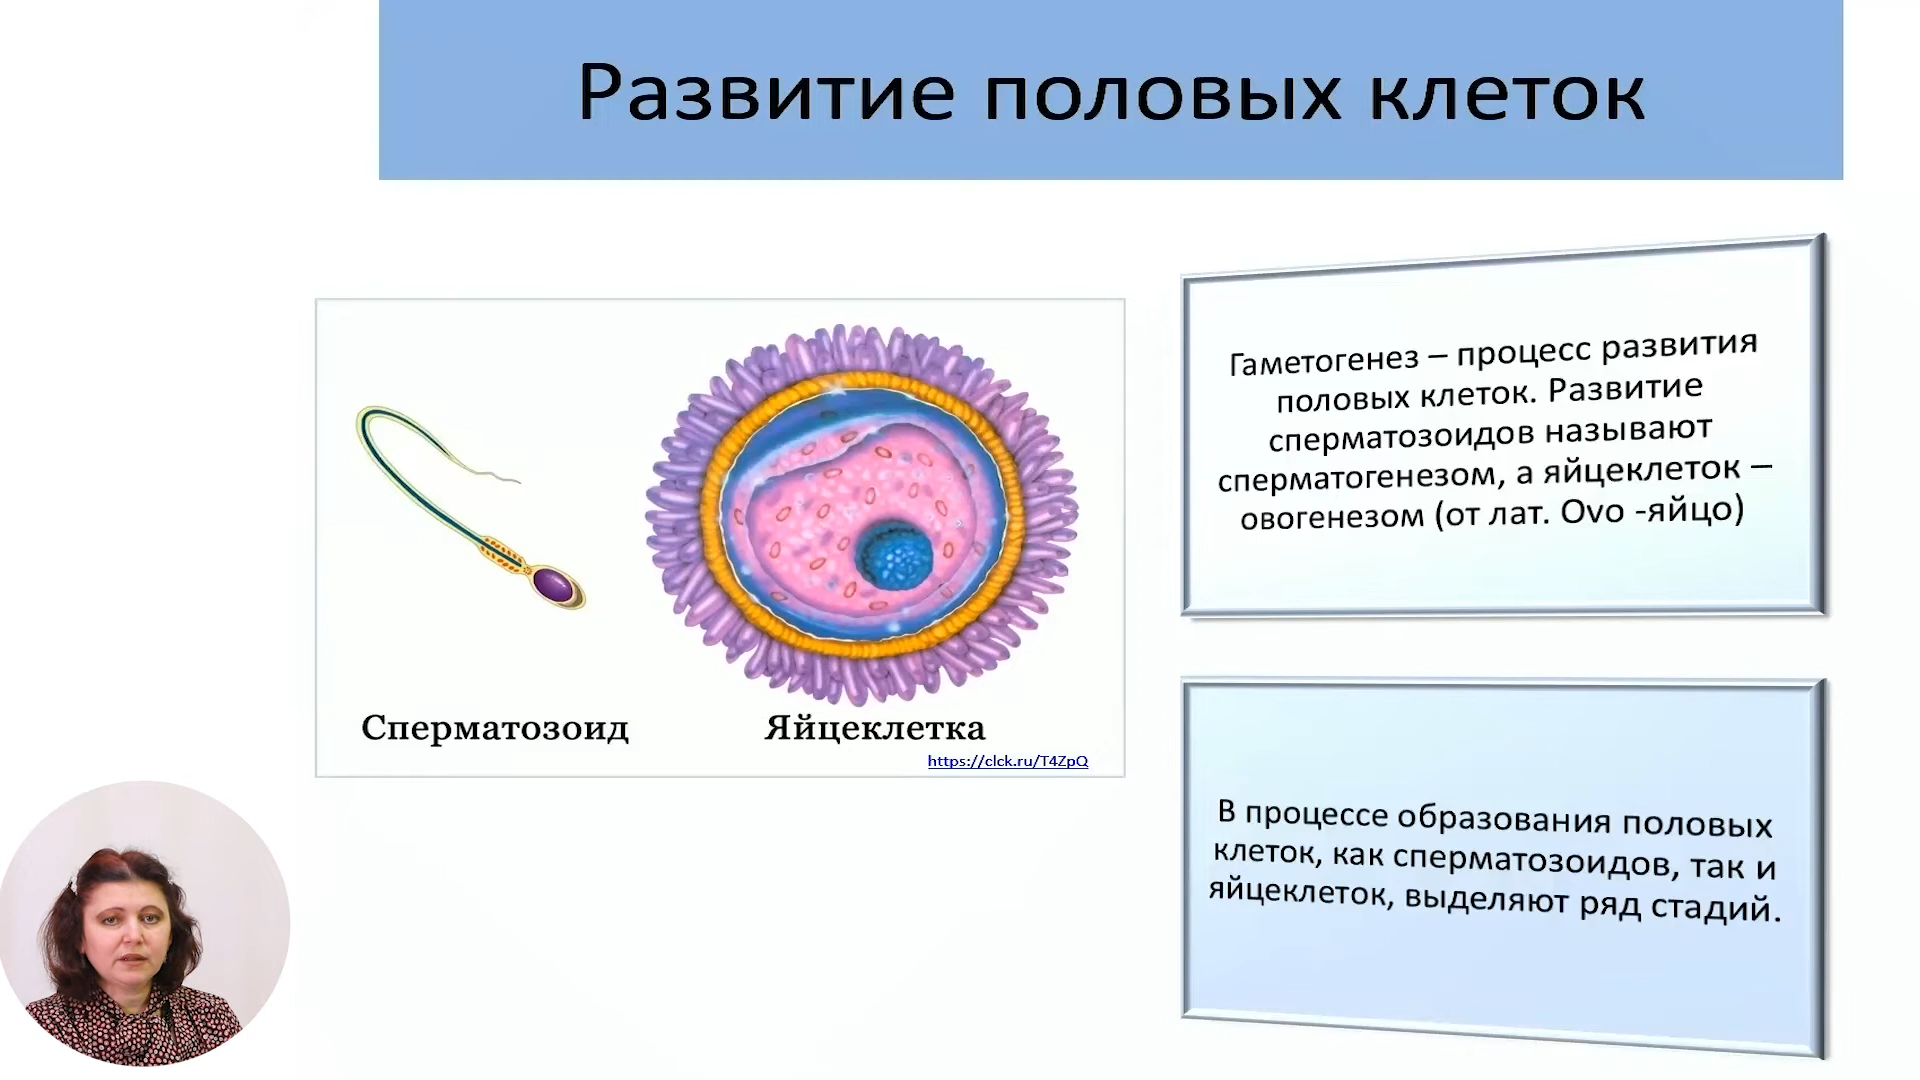 Развитие половых клеток
Сперматозоид
Яйцеклетка
https://clck.ru/T4ZpQ
Гаметогенез – процесс развития
половых клеток. Развитие
сперматозоидов называют
сперматогенезом, а яйцеклеток –
овогенезом (от лат. Ovo -яйцо)
В процессе образования половых
клеток, как сперматозоидов, так и
яйцеклеток, выделяют ряд стадий.